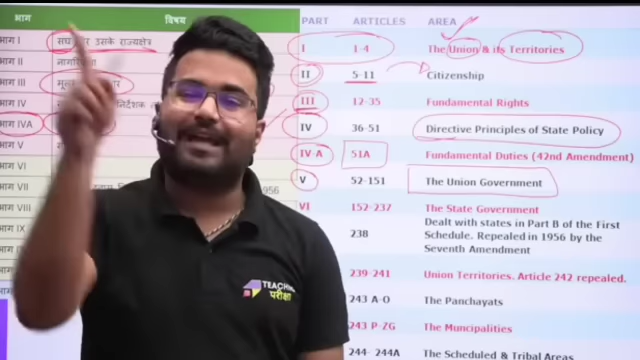 भाग विषय PART ARTICLES AREA
भाग I राज्यक्षेत्र I 1-4 The Union & its Territories
भाग II II 5-11 Citizenship
भाग III III 12-35 Fundamental Rights
IV 36-51 Directive Principles of State Policy
IVA IV-A 51A Fundamental Duties (42nd Amendment)
भाग V V 52-151 The Union Government
भाग VI 1956
भाग VII VI 152-237 The State Government
भाग VIII 238 Dealt with states in Part B of the First
Schedule. Repealed in 1956 by the
Seventh Amendment
239-241 Union Territories. Article 242 repealed.
243 A-O The Panchayats
243 P-ZG The Muncipalities
244- 244A The Scheduled & Tribal Areas
TEACHING
परीक्षा